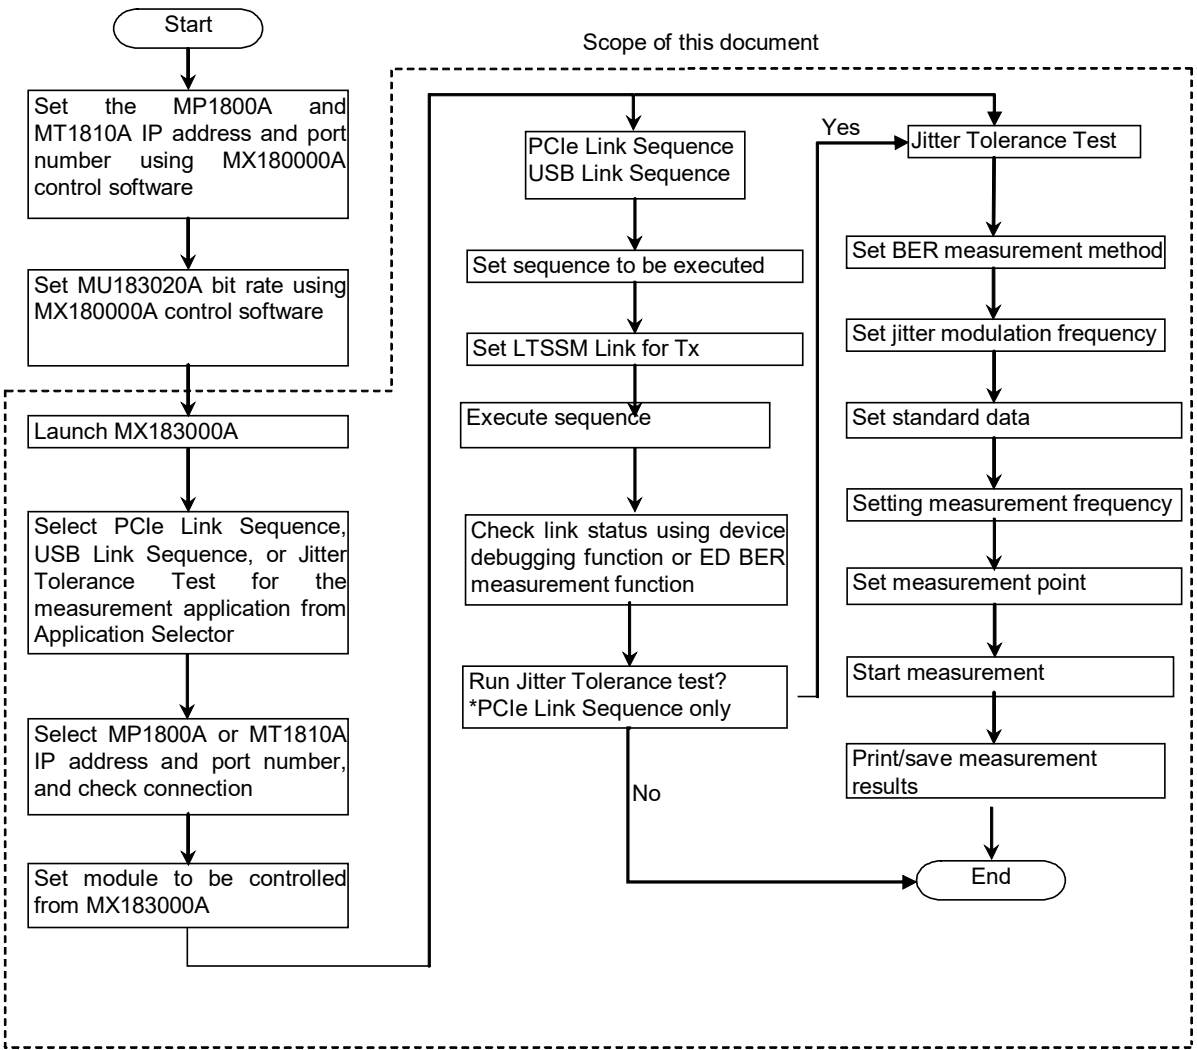 Start
Scope of this document
Set the MP1800A and
MT1810A IP address and port
number using MX180000A
control software
Set MU183020A bit rate using
MX180000A control software
Launch MX183000A
Select PCIe Link Sequence,
USB Link Sequence, or Jitter
Tolerance Test for the
measurement application from
Application Selector
Select MP1800A or MT1810A
IP address and port number,
and check connection
Set module to be controlled
from MX183000A
PCIe Link Sequence
USB Link Sequence
Set sequence to be executed
Set LTSSM Link for Tx
Execute sequence
Check link status using device
debugging function or ED BER
measurement function
Run Jitter Tolerance test?
*PCIe Link Sequence only
Yes
No
Jitter Tolerance Test
Set BER measurement method
Set jitter modulation frequency
Set standard data
Setting measurement frequency
Set measurement point
Start measurement
Print/save measurement
results
End